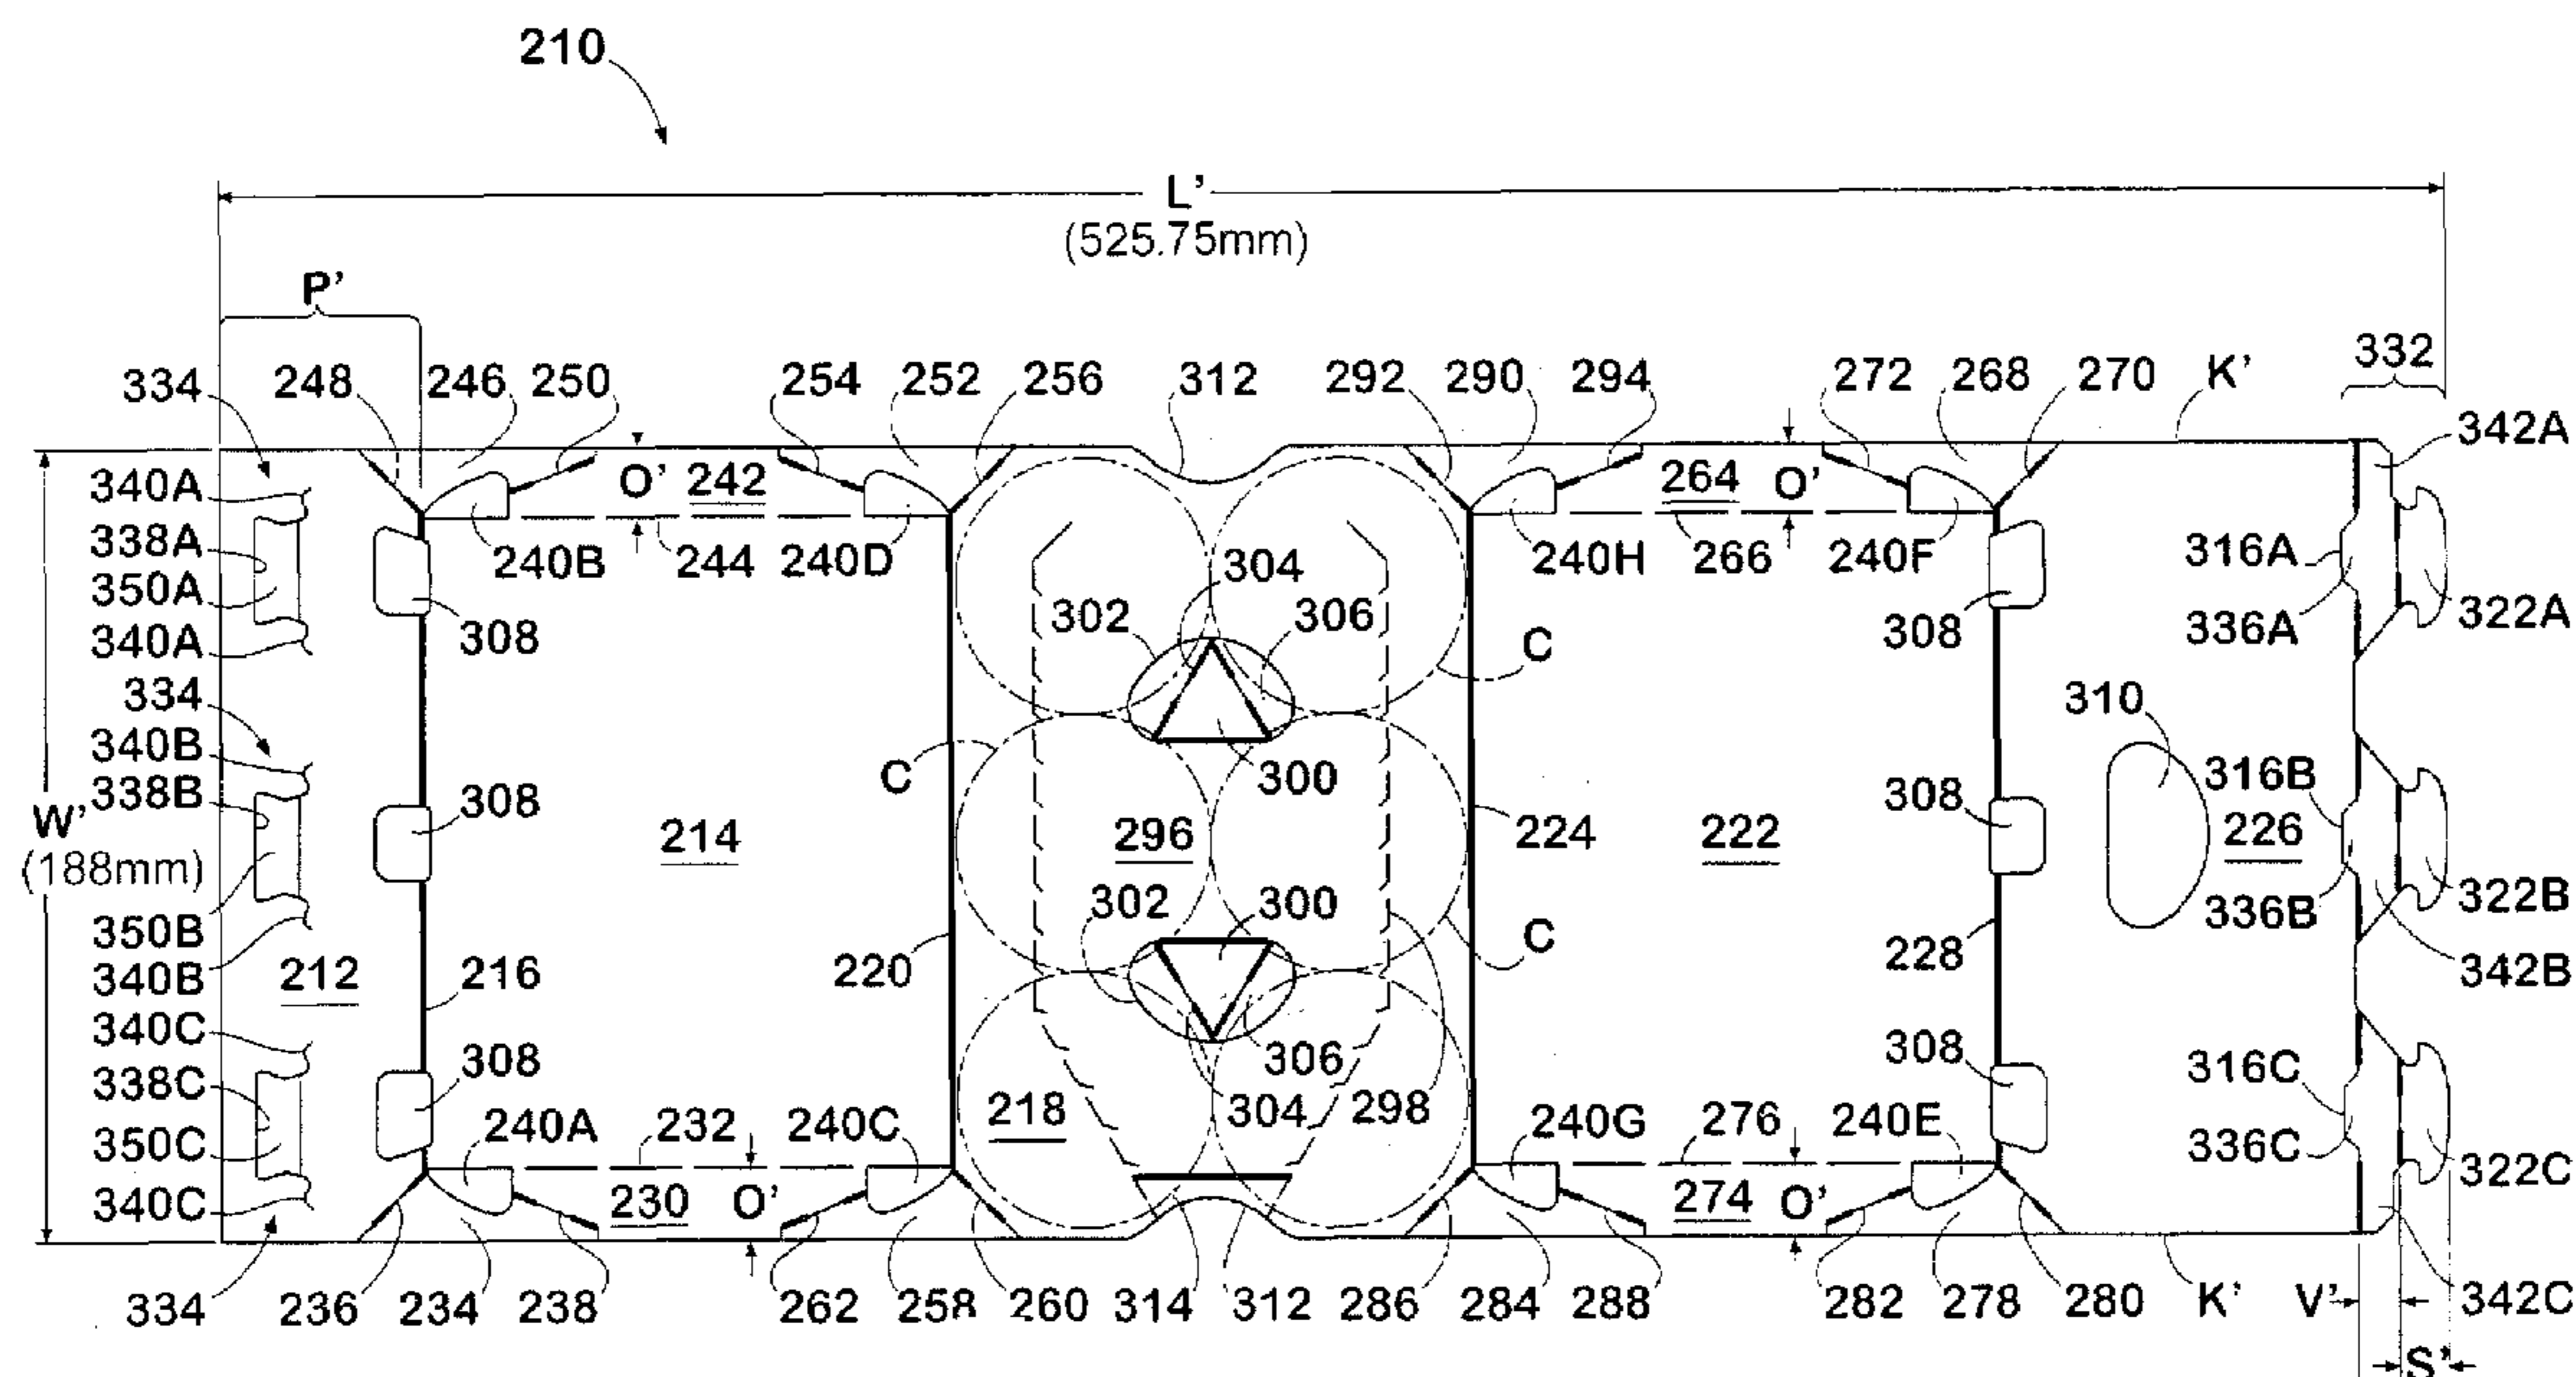 210
L'
(525.75mm)
P'
332
334 248 246 250 254 252 256 312 292 290 294 272 268 270 K'
342A
340A O' 242 264 O'
338A 240B 244 240D 304 240H 266 240F 316A
350A 302 306 322A
340A 308 C 308 336A
334 310
340B C 300 316B
338B 308 308
W' 214 296 224 222 226
(188mm)
350B 302 300 336B 322B
340B 212 216 220 C 228 342B
340C
338C 308 306 308 316C
350C 240A 232 240C 218 304 298 240G 276 240E 336C 322C
340C 230 O' 274 O'
334 236 234 238 262 258 260 314 312 286 284 288 282 278 280 K' V' 342C
S'